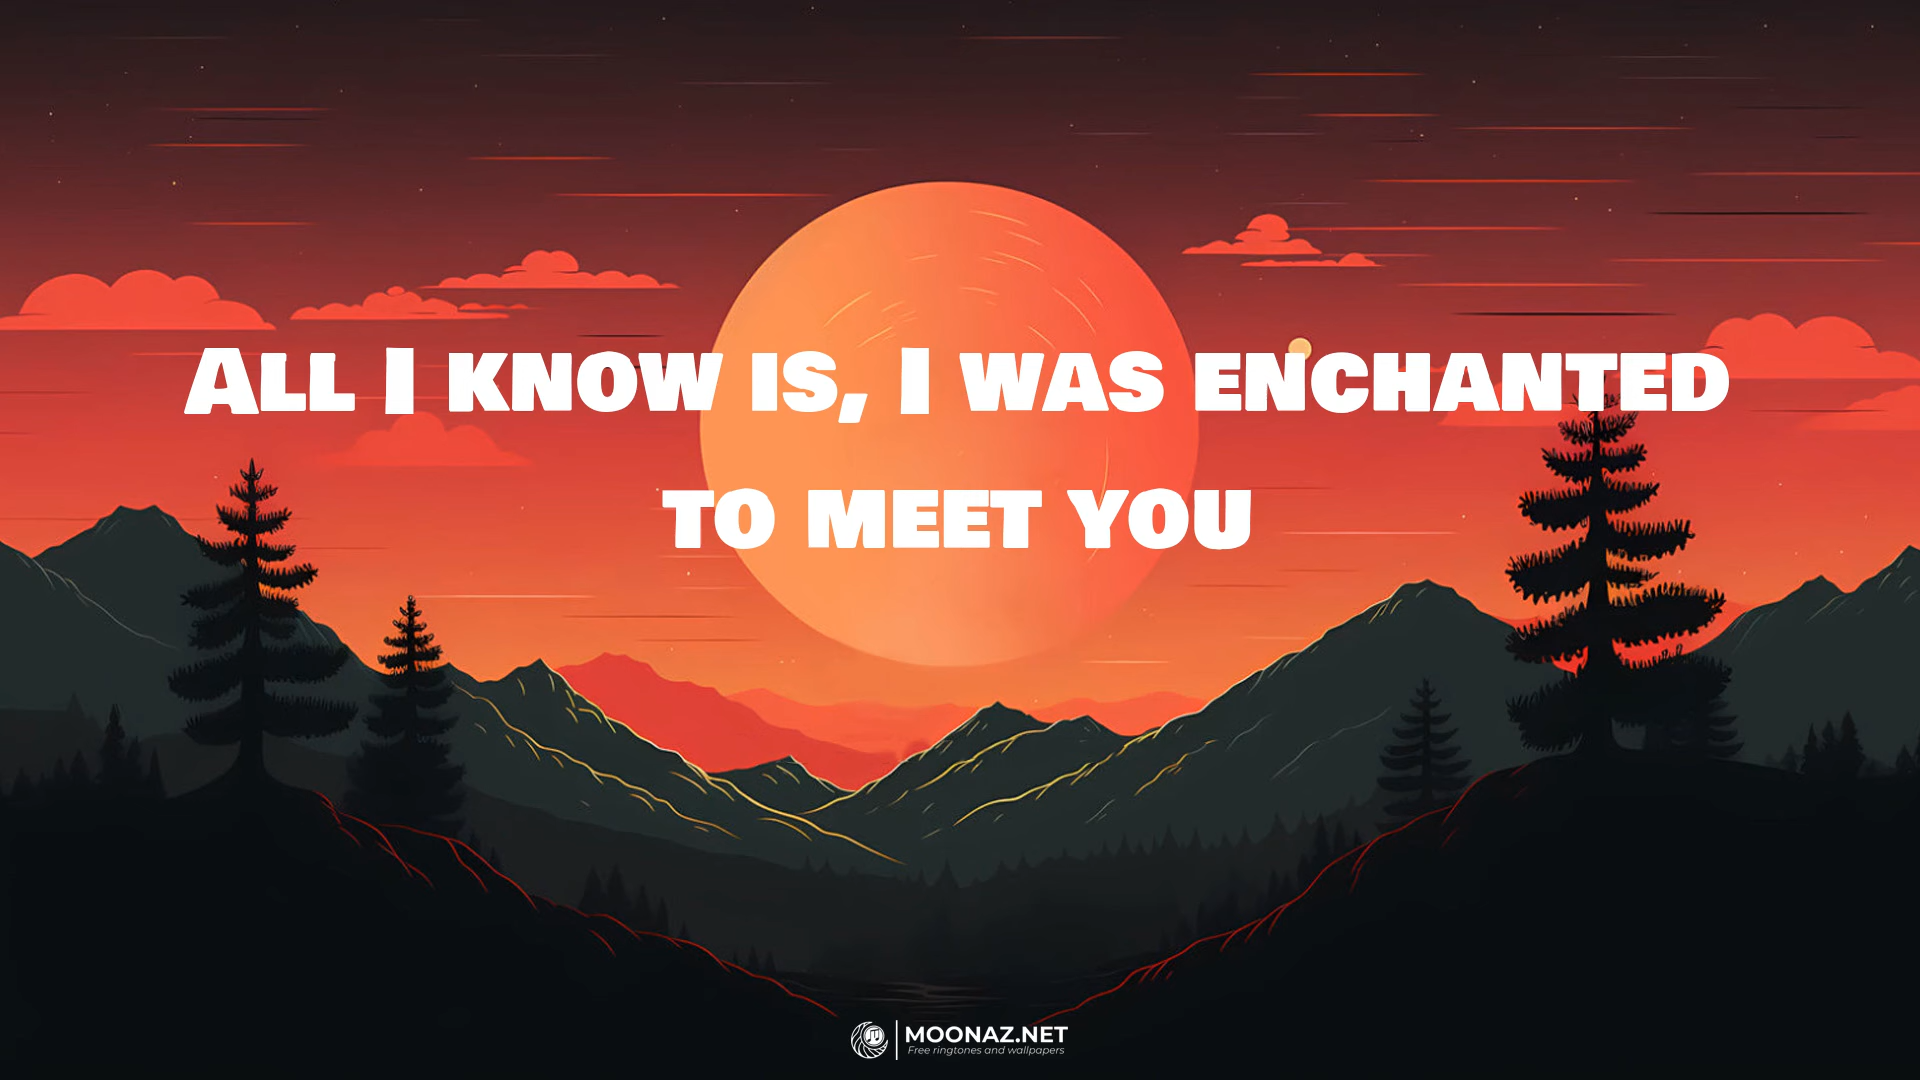 All I know is, I was enchanted
to meet you
MOONAZ.NET
Free ringtones and wallpapers